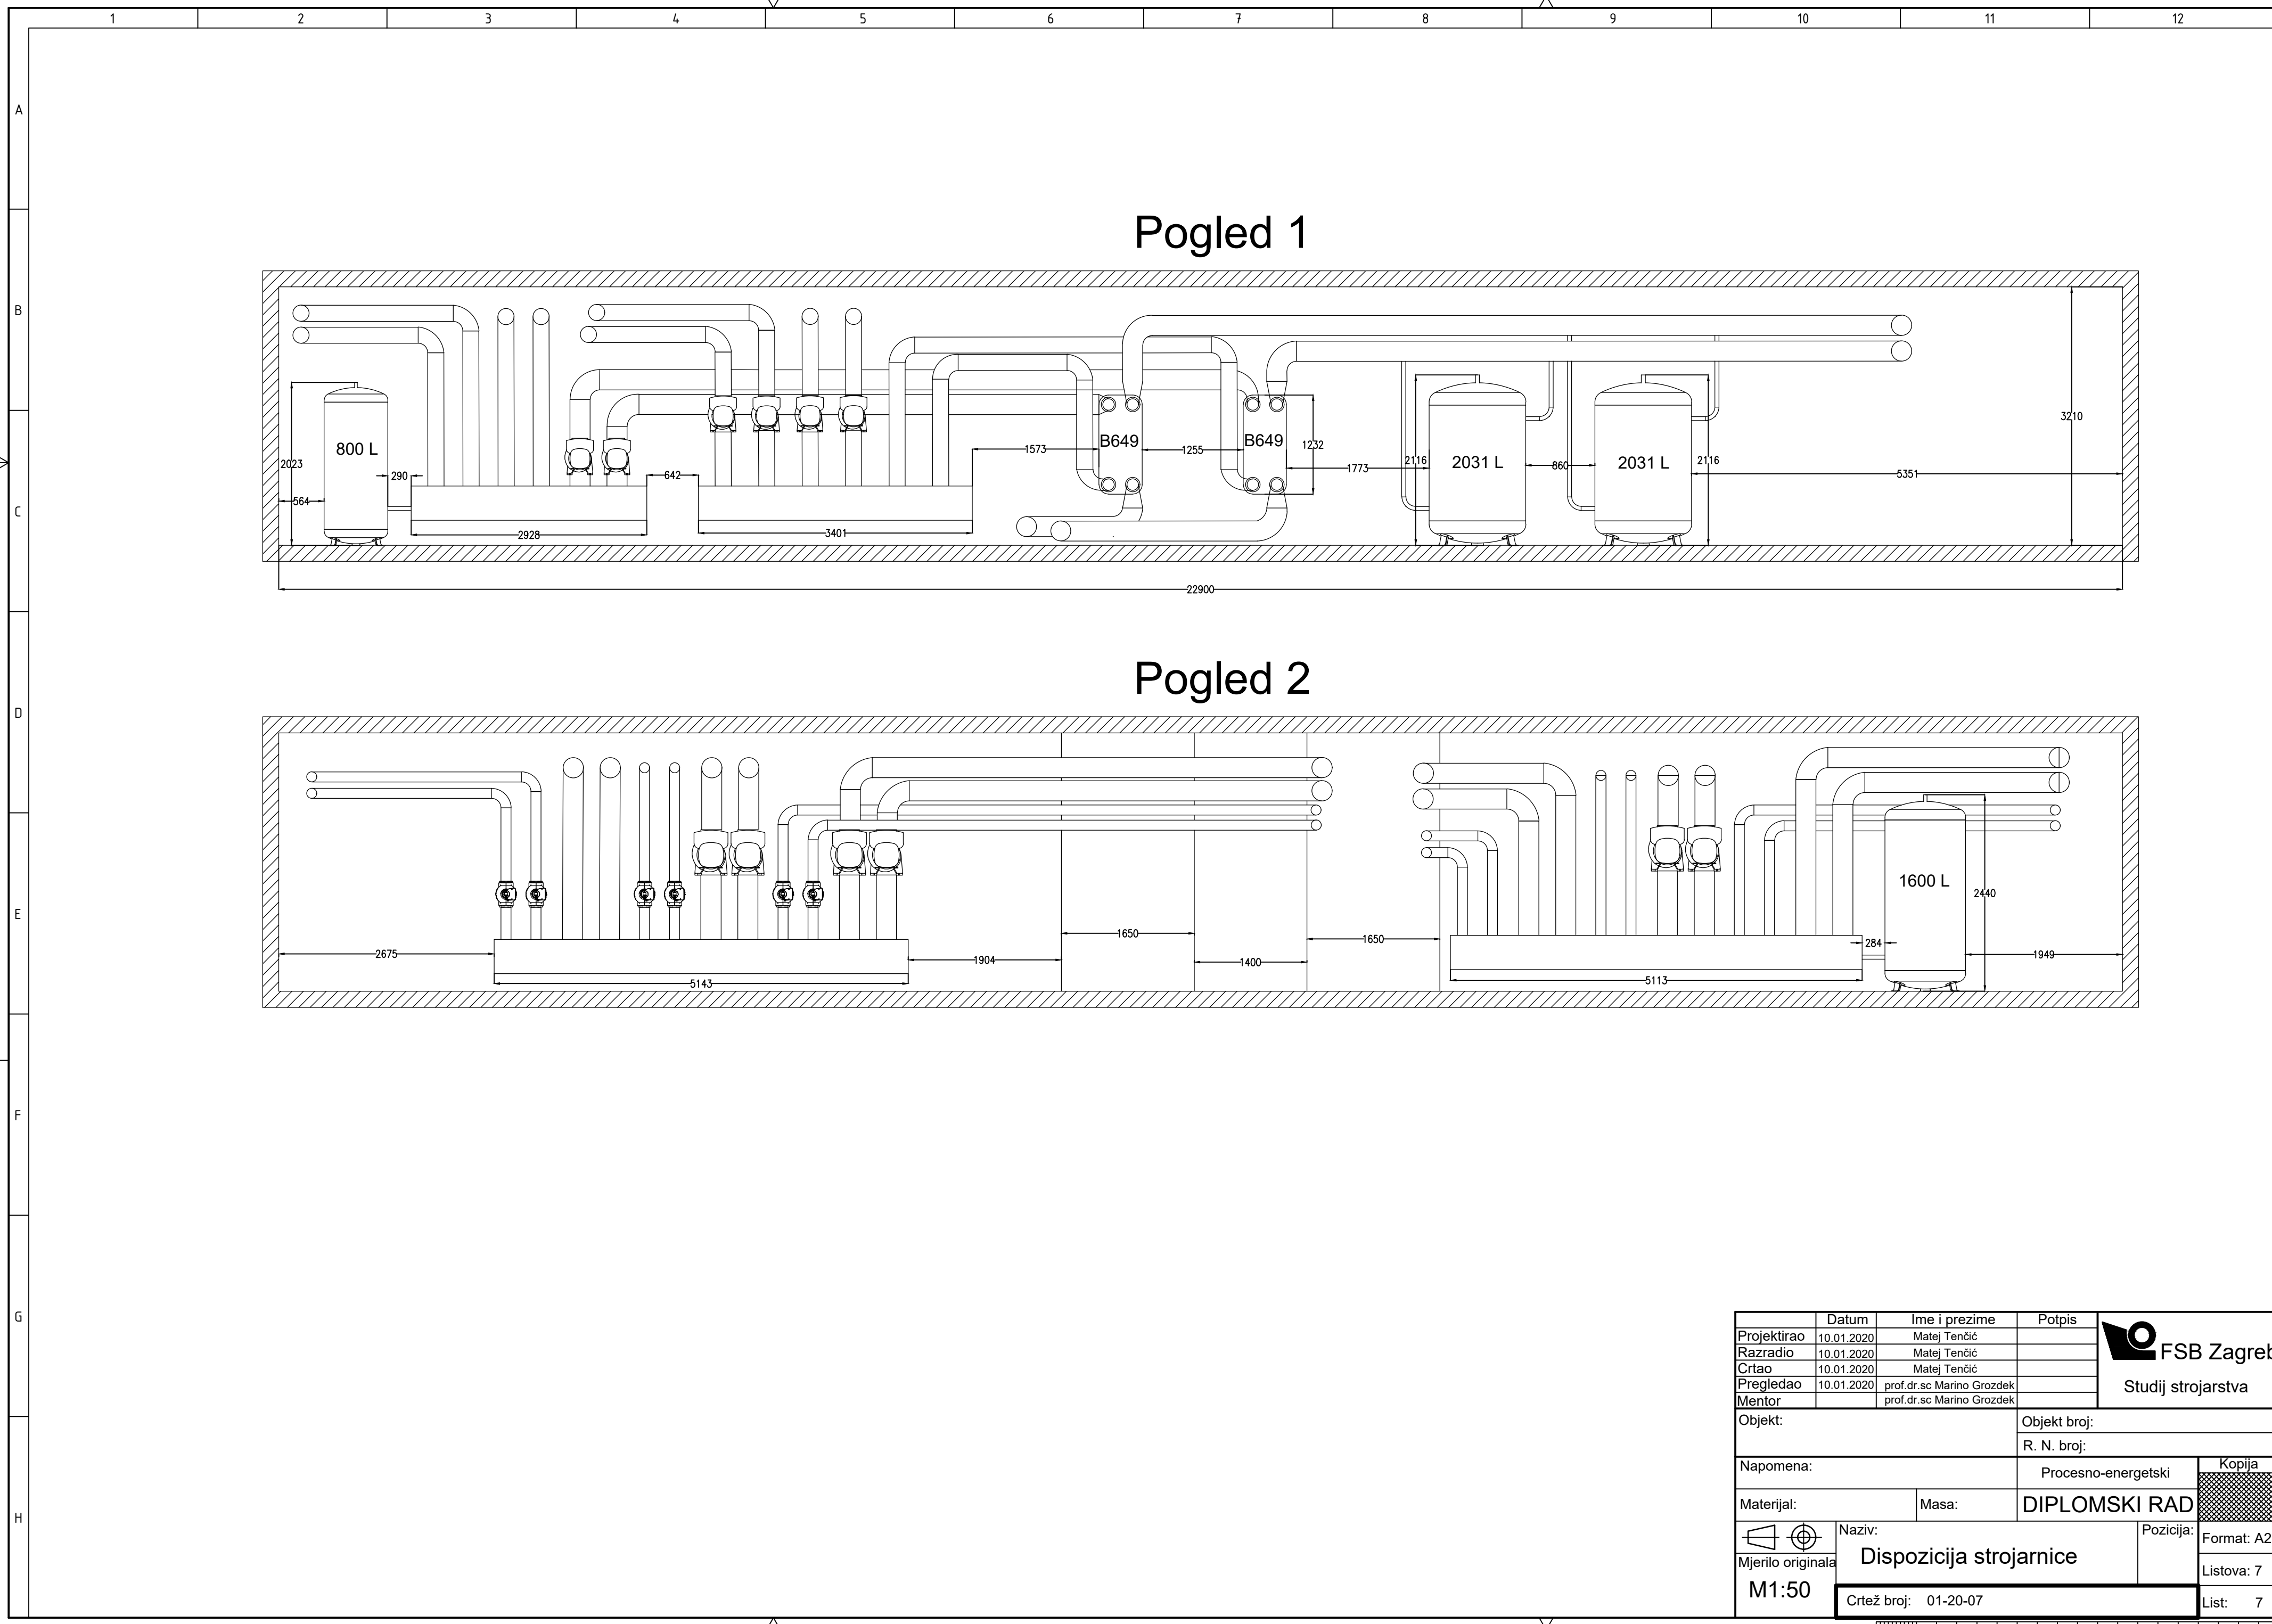 1 2 3 4 5 6 7 8 9 10 11 12
A
B
C
D
E
F
G
H
Pogled 1
800 L
2023
564
290
2928
642
3401
1573
B649
1255
B649
1232
1773
2116
2031 L
860
2031 L
2116
5351
3210
22900
Pogled 2
2675
5143
1904
1650
1400
1650
5113
284
1600 L
2440
1949
Datum Ime i prezime Potpis
Projektirao 10.01.2020 Matej Tenčić
Razradio 10.01.2020 Matej Tenčić
Crtao 10.01.2020 Matej Tenčić
Pregledao 10.01.2020 prof.dr.sc Marino Grozdek
Mentor prof.dr.sc Marino Grozdek
FSB Zagreb
Studij strojarstva
Objekt:
Objekt broj:
R. N. broj:
Napomena:
Procesno-energetski
Kopija
Materijal:
Masa:
DIPLOMSKI RAD
Naziv:
Pozicija:
Format: A2
Mjerilo originala
Dispozicija strojarnice
Listova: 7
M1:50
Crtež broj: 01-20-07
List: 7